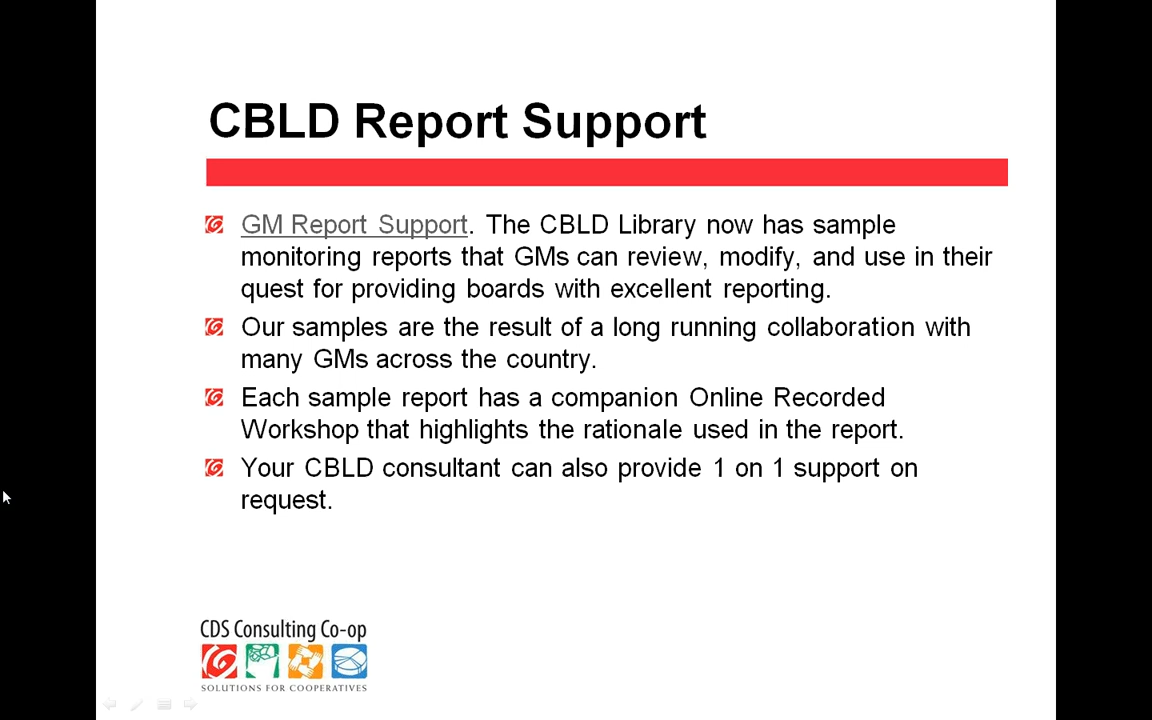 CBLD Report Support
GM Report Support. The CBLD Library now has sample
monitoring reports that GMs can review, modify, and use in their
quest for providing boards with excellent reporting.
Our samples are the result of a long running collaboration with
many GMs across the country.
Each sample report has a companion Online Recorded
Workshop that highlights the rationale used in the report.
Your CBLD consultant can also provide 1 on 1 support on
request.
CDS Consulting Co-op
SOLUTIONS FOR COOPERATIVES